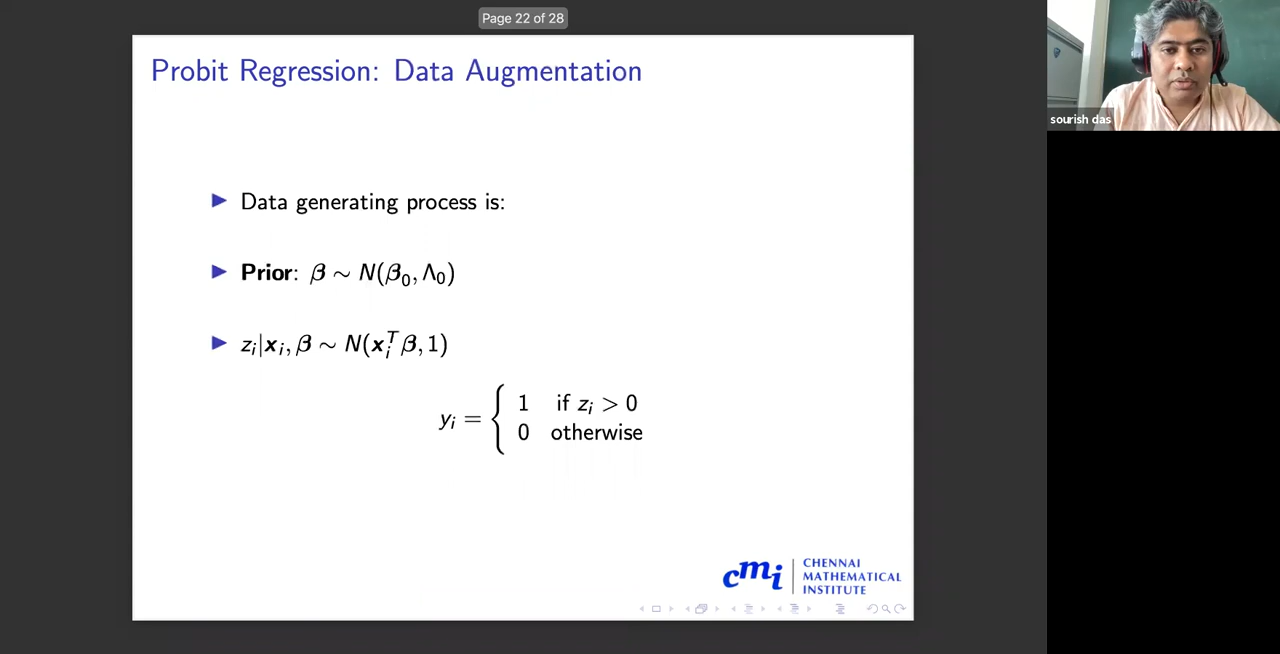 Page 22 of 28
Probit Regression: Data Augmentation
sourish das
▶ Data generating process is:
▶ Prior: β ∼ N(β₀, Λ₀)
▶ zᵢ|xᵢ, β ∼ N(xᵢᵀβ, 1)
yᵢ = { 1 if zᵢ > 0
0 otherwise
cmi
CHENNAI
MATHEMATICAL
INSTITUTE